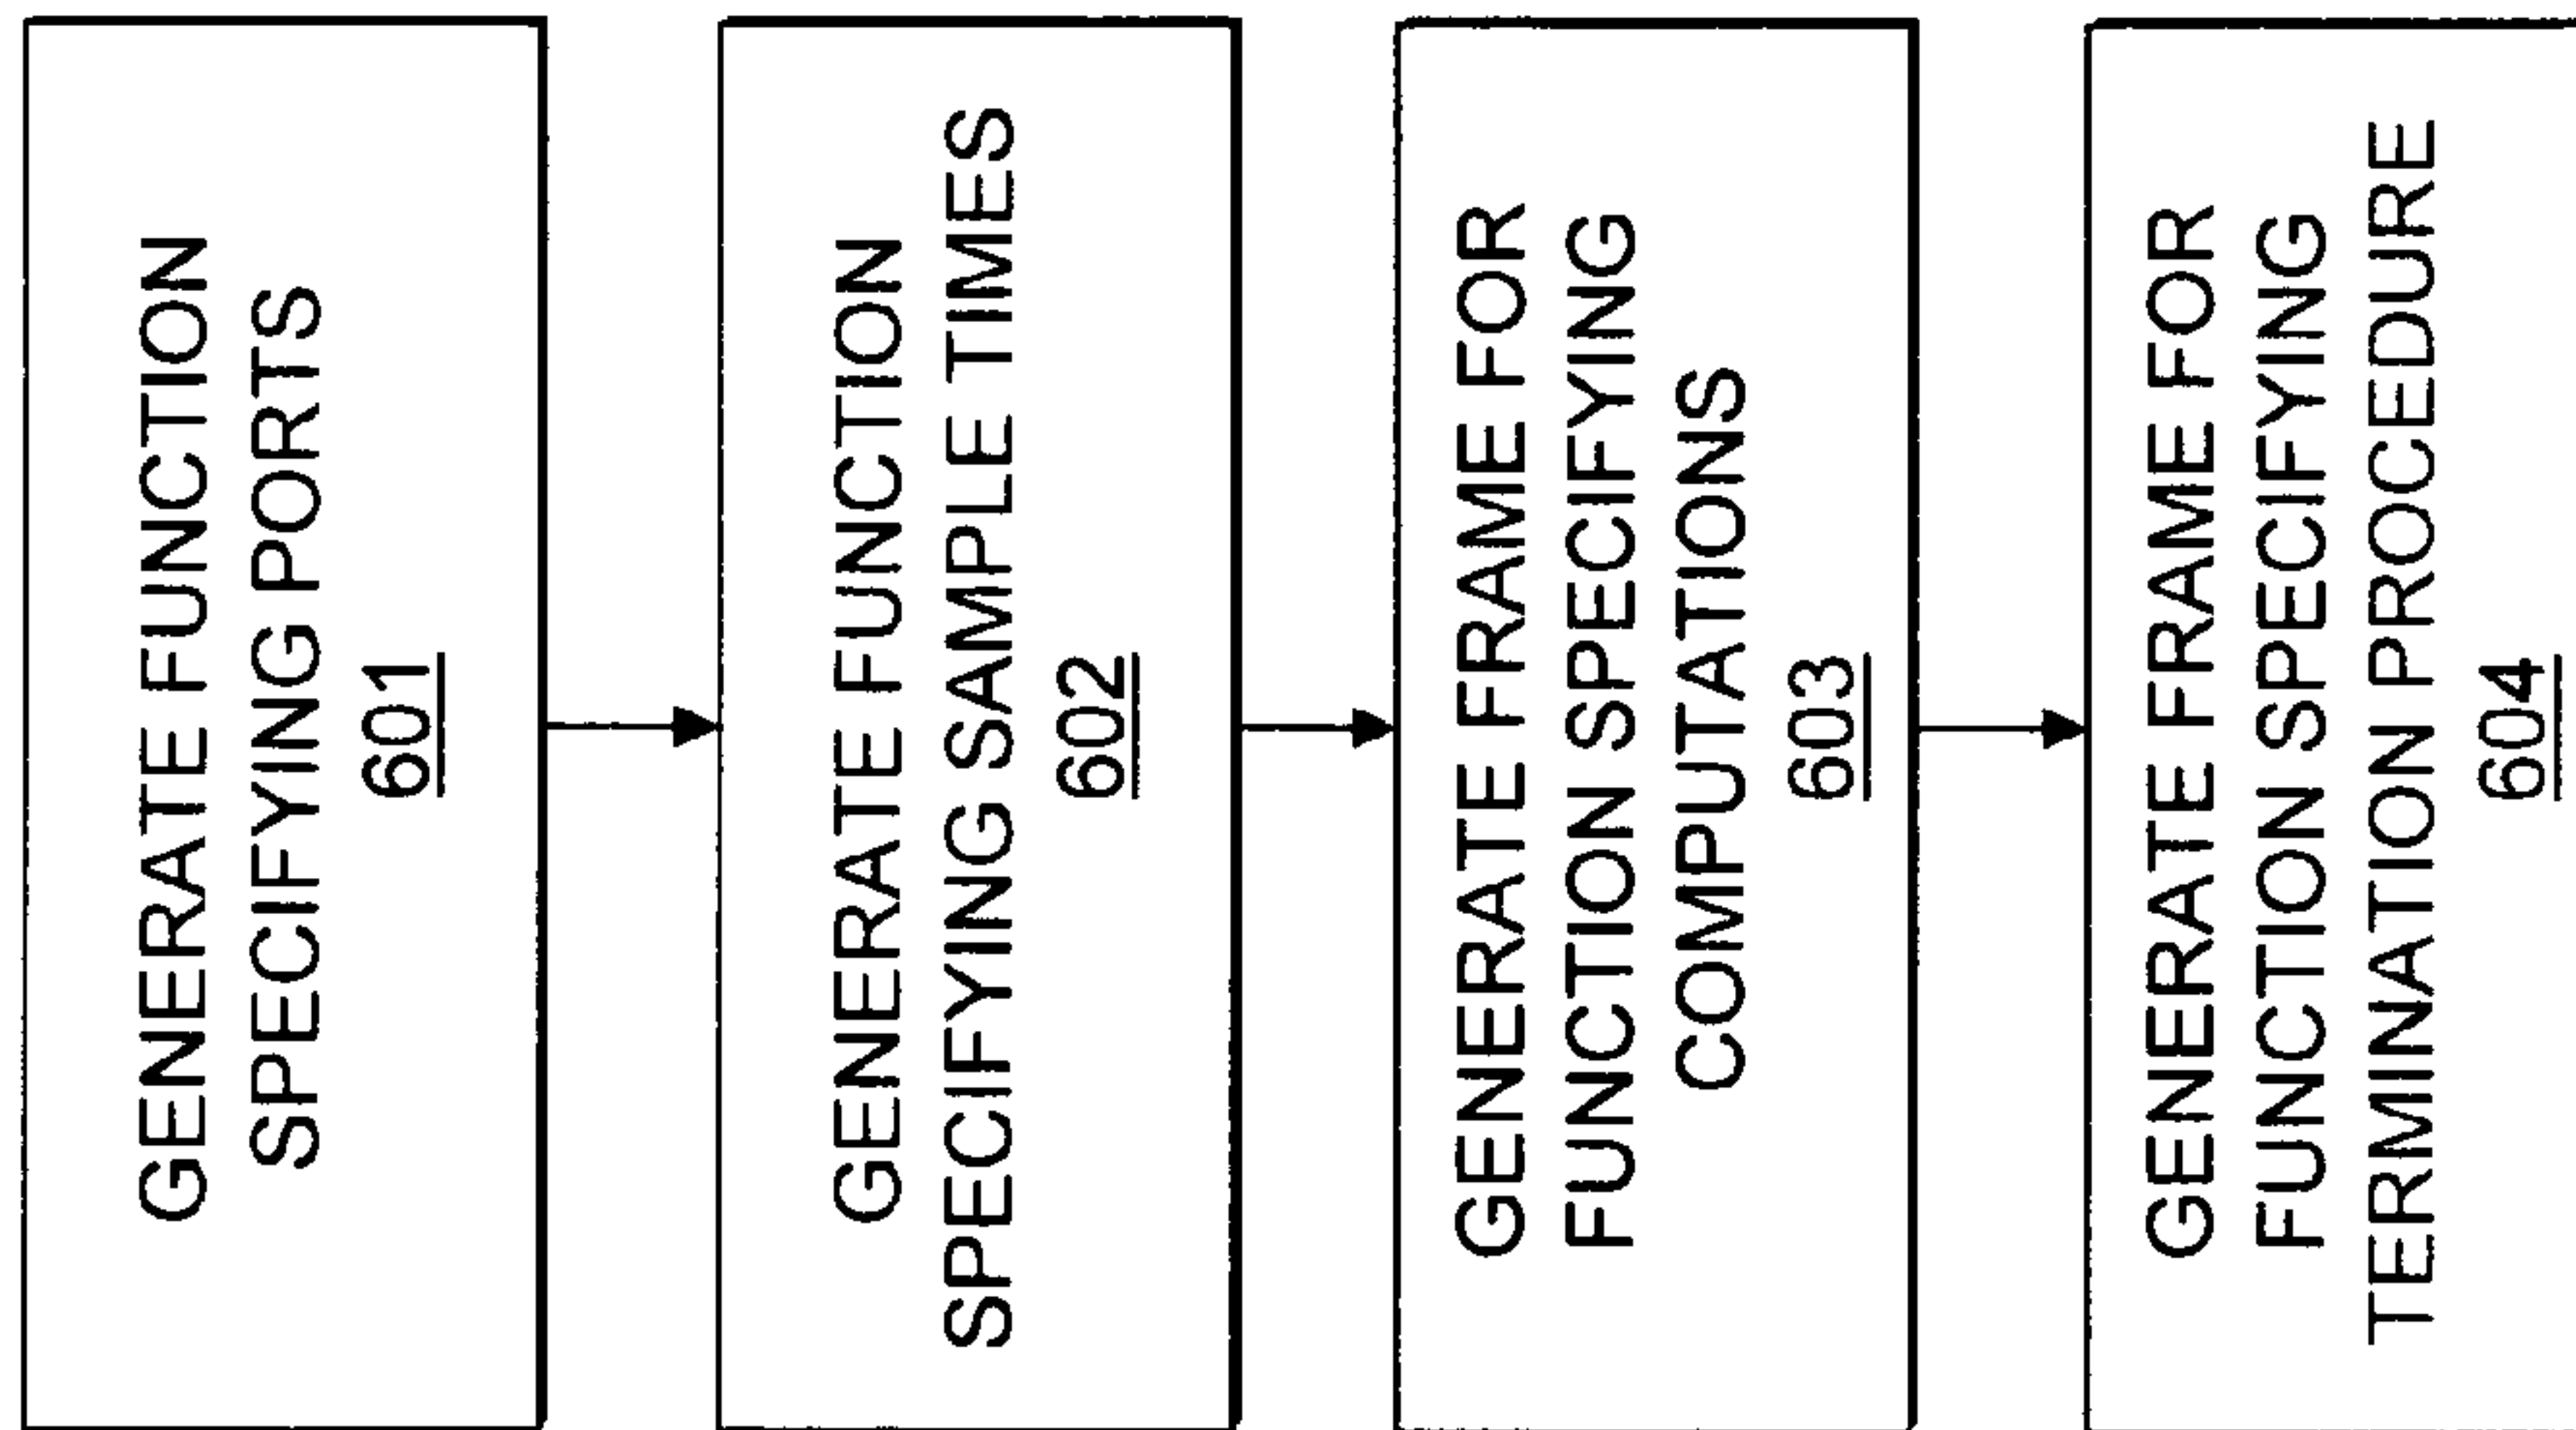 GENERATE FUNCTION
SPECIFYING PORTS
601
GENERATE FUNCTION
SPECIFYING SAMPLE TIMES
602
GENERATE FRAME FOR
FUNCTION SPECIFYING
COMPUTATIONS
603
GENERATE FRAME FOR
FUNCTION SPECIFYING
TERMINATION PROCEDURE
604